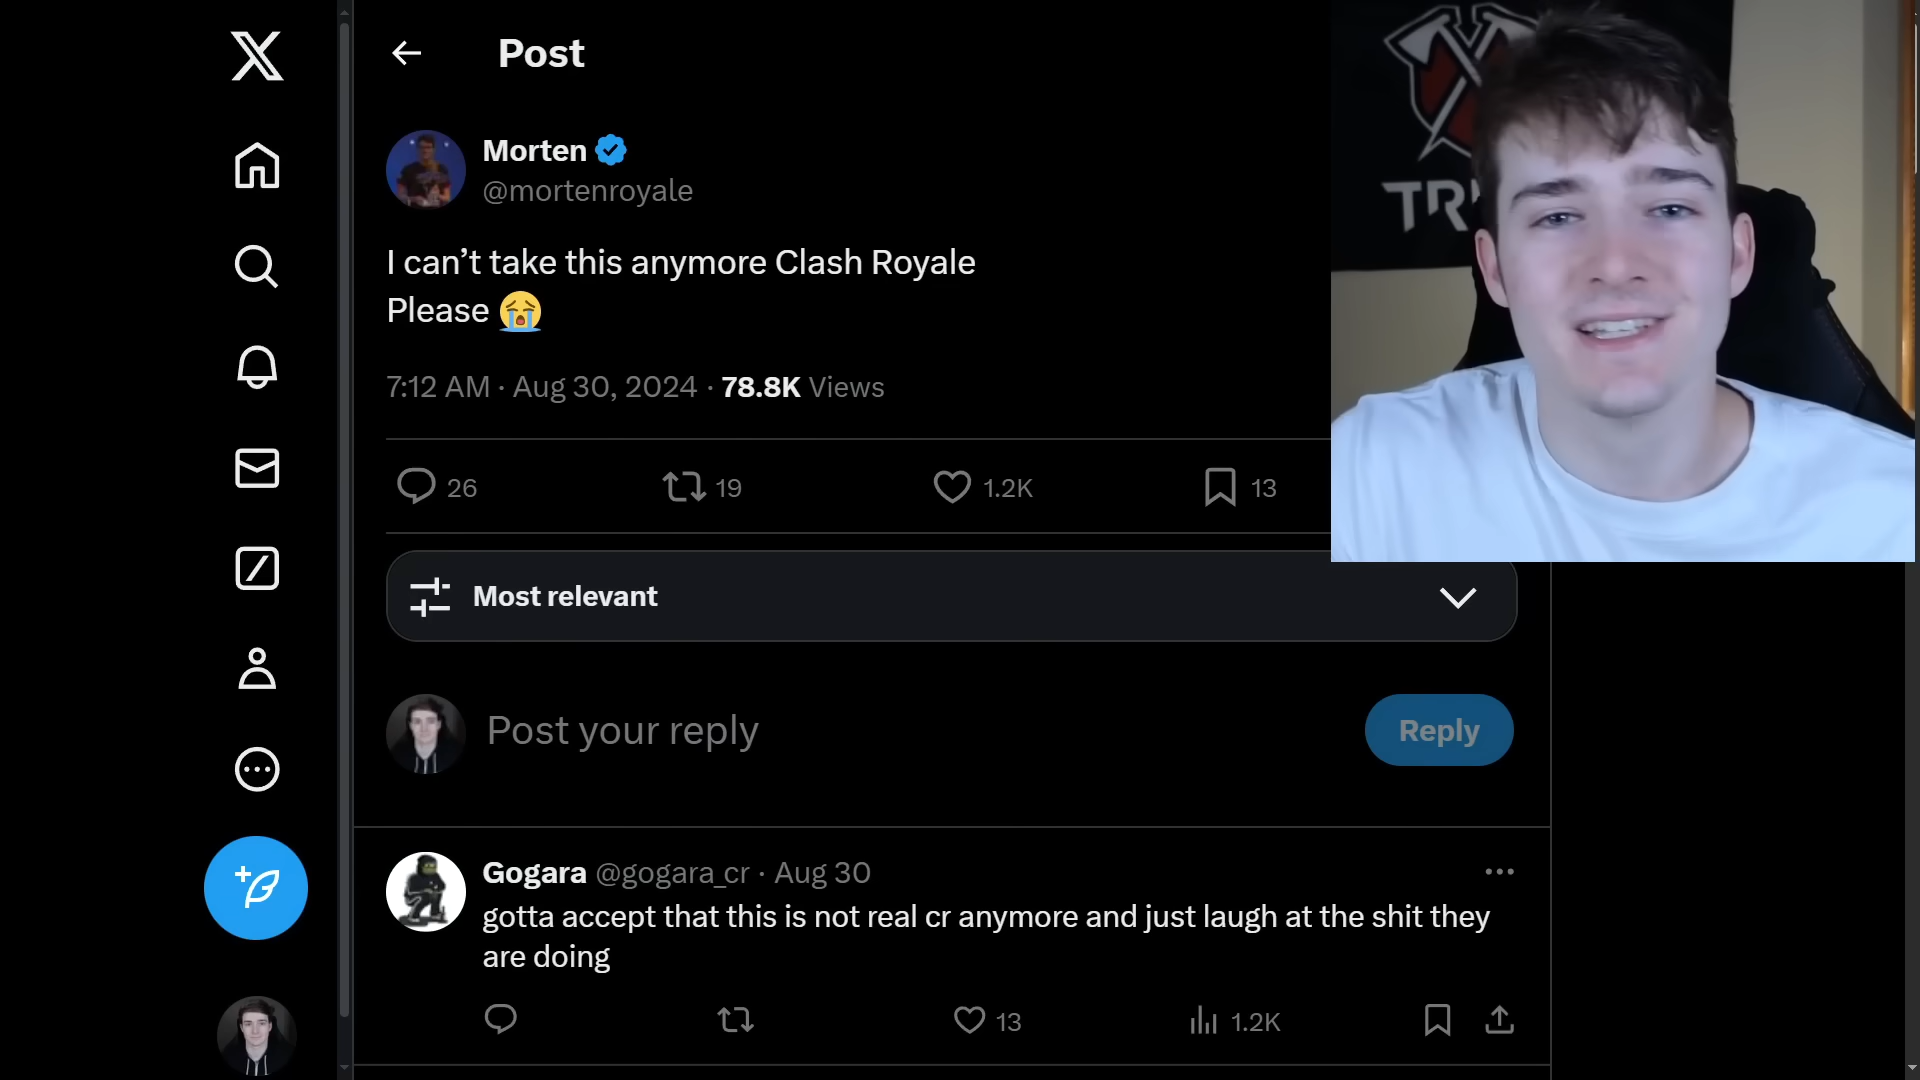 Post
Morten
@mortenroyale
I can’t take this anymore Clash Royale
Please
7:12 AM · Aug 30, 2024 · 78.8K Views
26 19 1.2K 13
Most relevant
Post your reply
Reply
Gogara @gogara_cr · Aug 30
gotta accept that this is not real cr anymore and just laugh at the shit they
are doing
13 1.2K